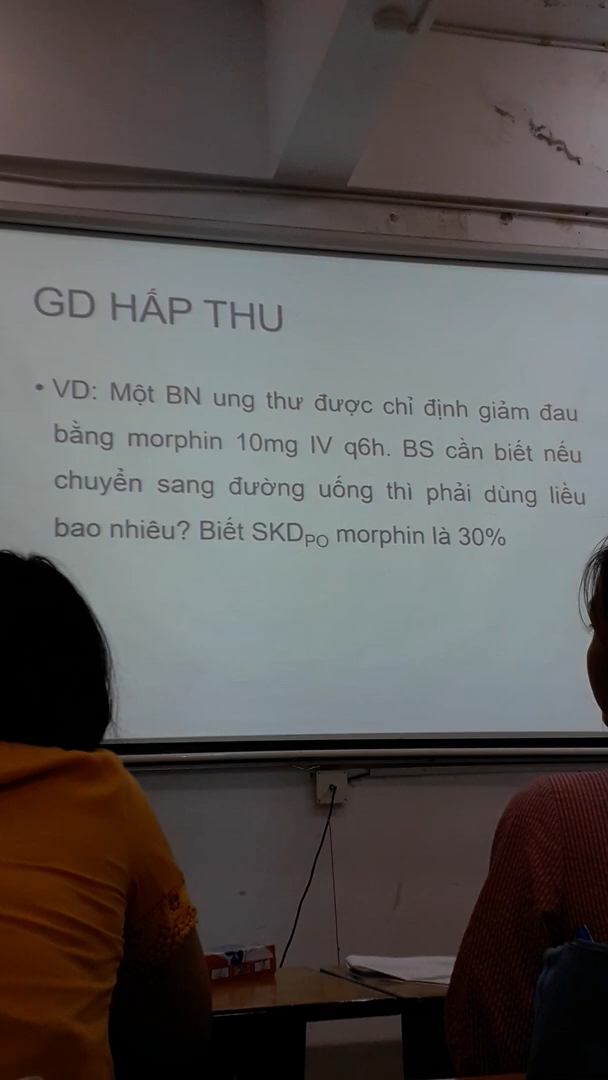 GD HẤP THU
• VD: Một BN ung thư được chỉ định giảm đau
bằng morphin 10mg IV q6h. BS cần biết nếu
chuyển sang đường uống thì phải dùng liều
bao nhiêu? Biết SKDPO morphin là 30%